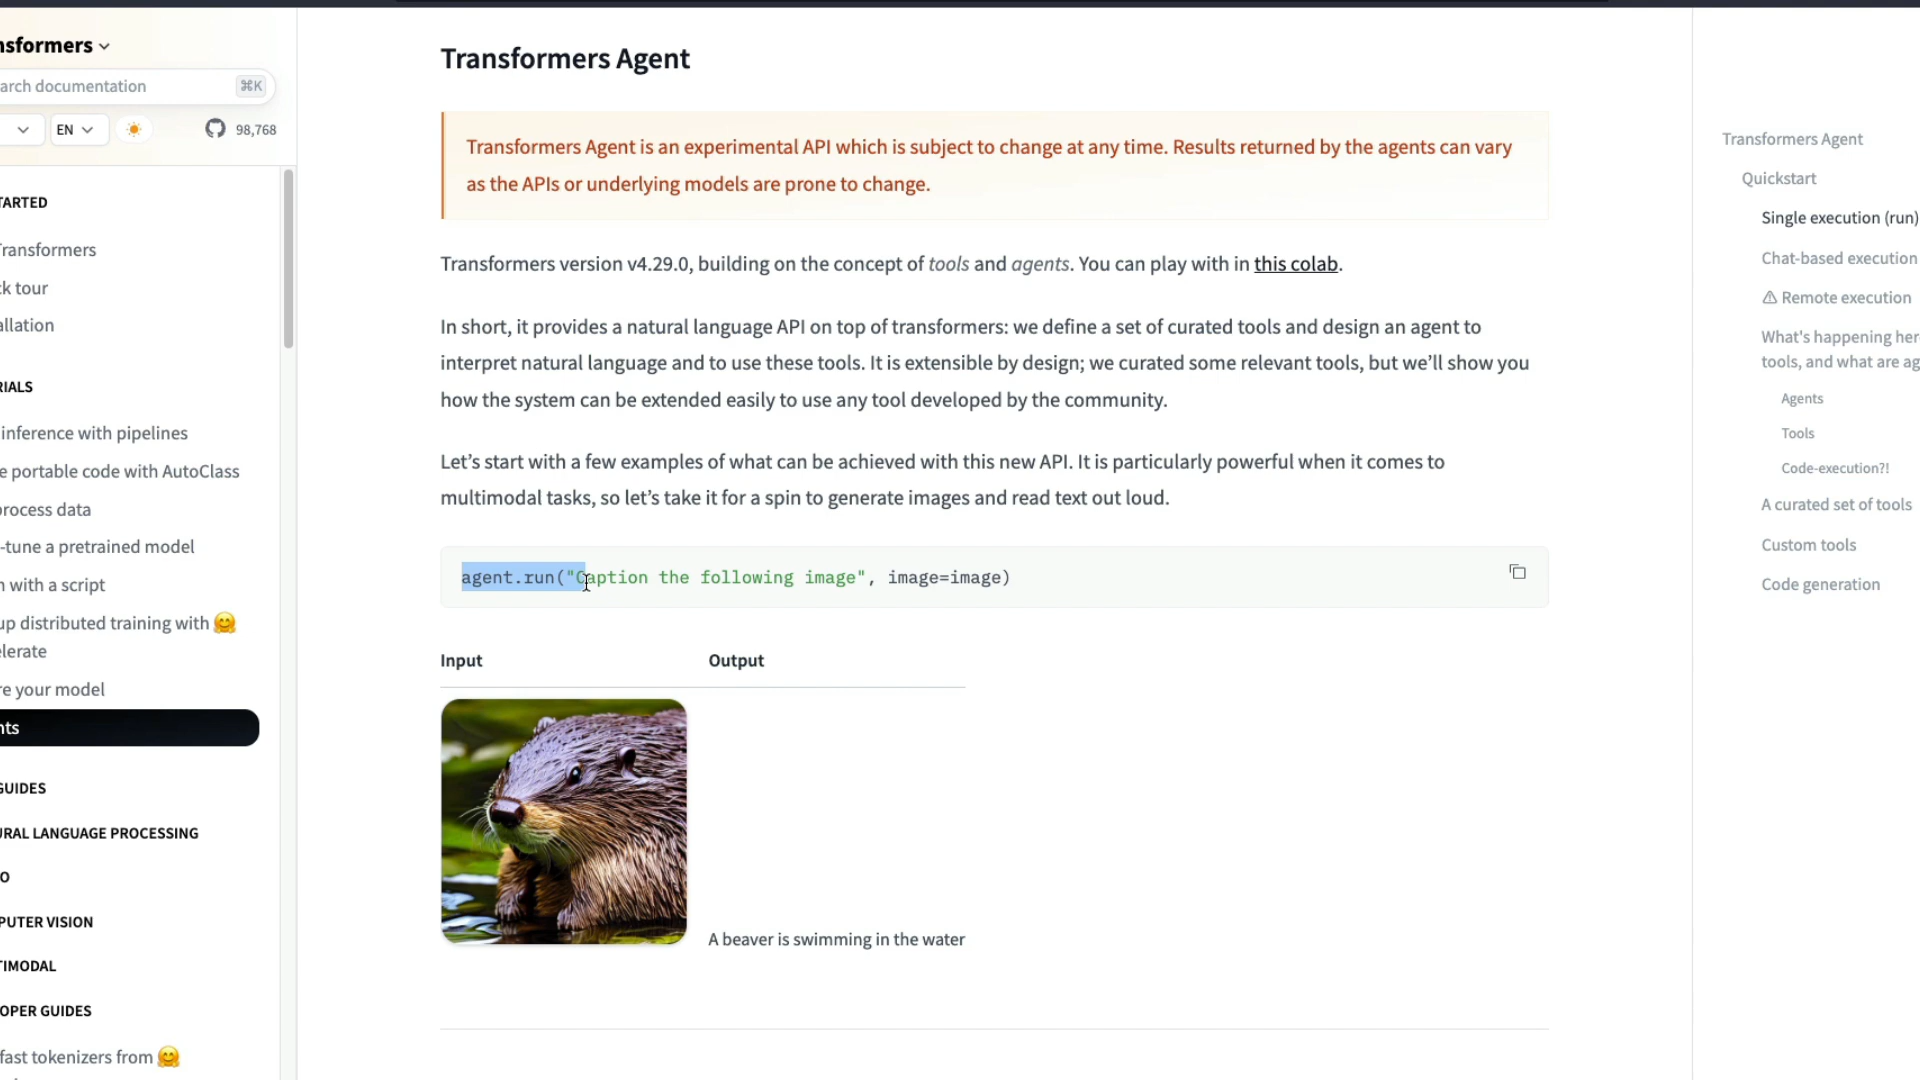 nsformers
arch documentation
⌘K
EN
98,768
TARTED
Transformers
k tour
allation
RIALS
inference with pipelines
e portable code with AutoClass
process data
-tune a pretrained model
n with a script
up distributed training with 🤗
elerate
re your model
nts
GUIDES
URAL LANGUAGE PROCESSING
O
PUTER VISION
TIMODAL
OPER GUIDES
fast tokenizers from 🤗
Transformers Agent
Transformers Agent is an experimental API which is subject to change at any time. Results returned by the agents can vary
as the APIs or underlying models are prone to change.
Transformers version v4.29.0, building on the concept of tools and agents. You can play with in this colab.
In short, it provides a natural language API on top of transformers: we define a set of curated tools and design an agent to
interpret natural language and to use these tools. It is extensible by design; we curated some relevant tools, but we’ll show you
how the system can be extended easily to use any tool developed by the community.
Let’s start with a few examples of what can be achieved with this new API. It is particularly powerful when it comes to
multimodal tasks, so let’s take it for a spin to generate images and read text out loud.
agent.run("Caption the following image", image=image)
Input Output
A beaver is swimming in the water
Transformers Agent
Quickstart
Single execution (run)
Chat-based execution
⚠ Remote execution
What's happening her
tools, and what are ag
Agents
Tools
Code-execution?!
A curated set of tools
Custom tools
Code generation